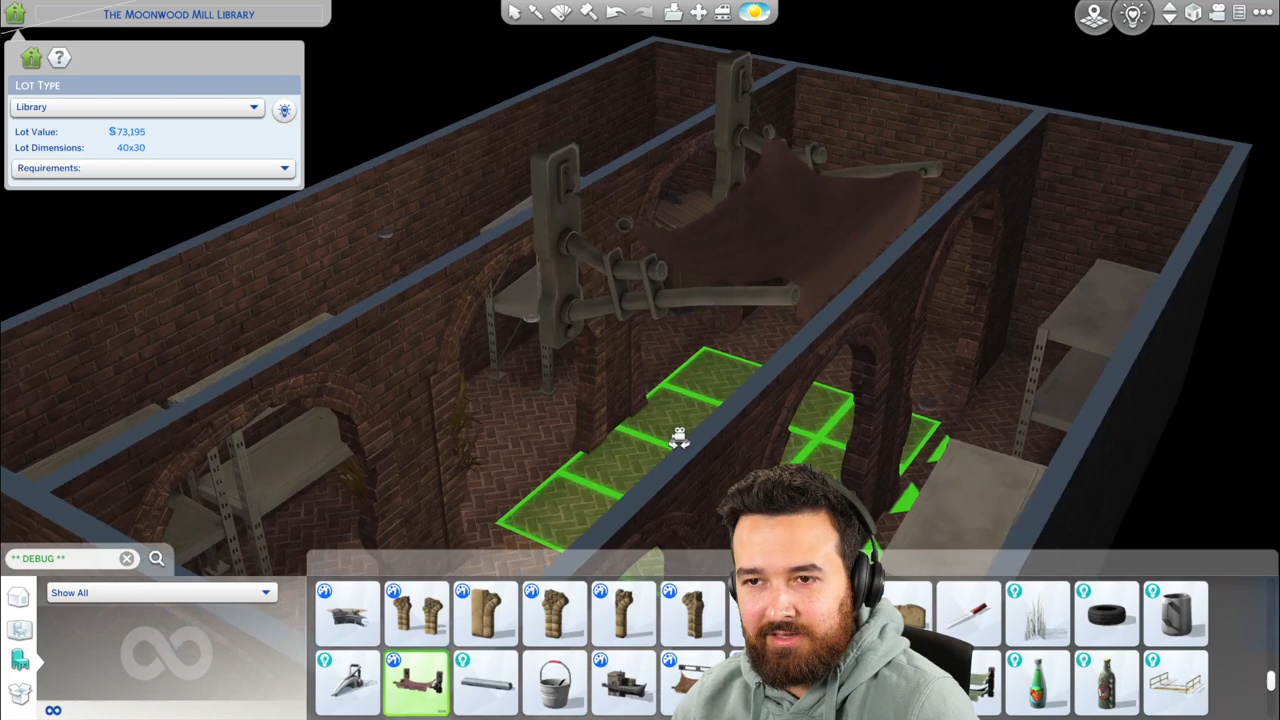 THE MOONWOOD MILL LIBRARY
LOT TYPE
Library
Lot Value: §73,195
Lot Dimensions: 40x30
Requirements:
** DEBUG **
Show All